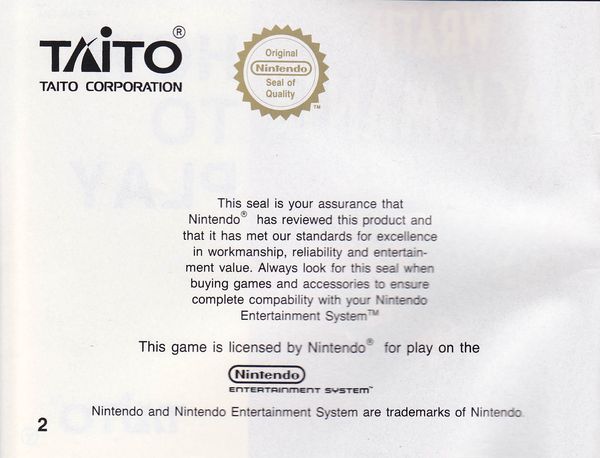 TAITO®
TAITO CORPORATION
Original
Nintendo
Seal of
Quality
TM
This seal is your assurance that
Nintendo® has reviewed this product and
that it has met our standards for excellence
in workmanship, reliability and entertain-
ment value. Always look for this seal when
buying games and accessories to ensure
complete compability with your Nintendo
Entertainment System™
This game is licensed by Nintendo® for play on the
Nintendo
ENTERTAINMENT SYSTEM™
Nintendo and Nintendo Entertainment System are trademarks of Nintendo.
2